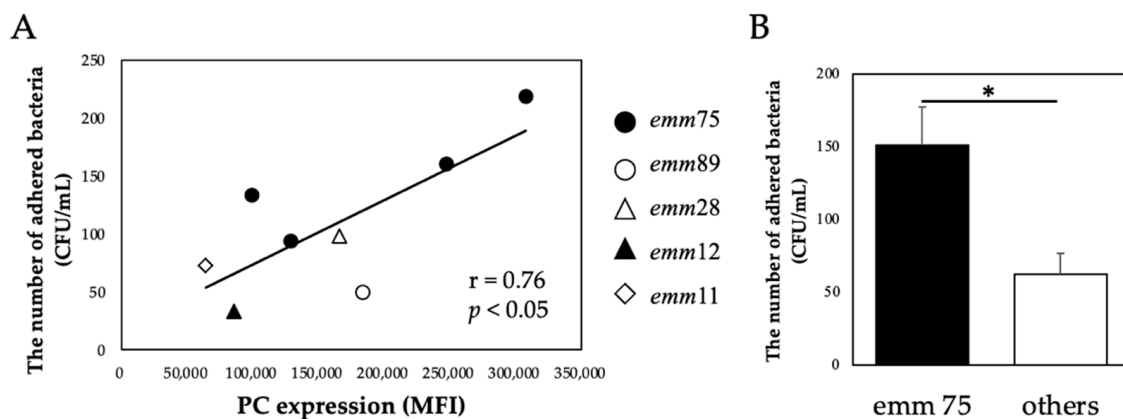 A
The number of adhered bacteria
(CFU/mL)
250
200
150
100
50
0
0 50,000 100,000 150,000 200,000 250,000 300,000 350,000
PC expression (MFI)
r = 0.76
p < 0.05
emm75
emm89
emm28
emm12
emm11
B
The number of adhered bacteria
(CFU/mL)
200
150
100
50
0
*
emm 75 others